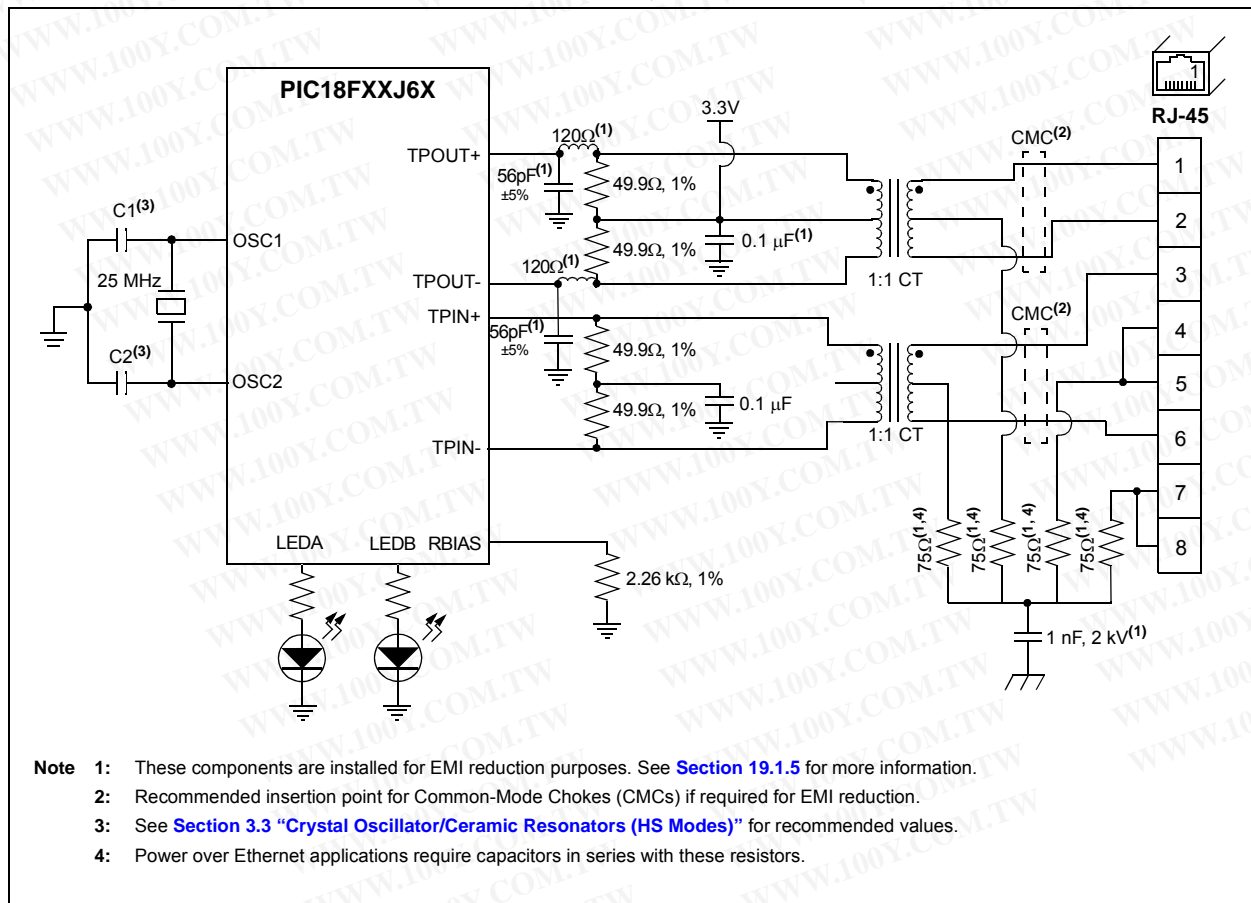 PIC18FXXJ6X
1
RJ-45
3.3V
CMC(2)
120Ω(1)
TPOUT+
56pF(1)
±5%
49.9Ω, 1%
C1(3)
OSC1
49.9Ω, 1%
0.1 μF(1)
25 MHz
120Ω(1)
TPOUT-
1:1 CT
TPIN+
56pF(1)
±5%
49.9Ω, 1%
CMC(2)
C2(3)
OSC2
49.9Ω, 1%
0.1 μF
1:1 CT
TPIN-
1
2
3
4
5
6
7
8
LEDA
LEDB
RBIAS
2.26 kΩ, 1%
75Ω(1,4)
75Ω(1,4)
75Ω(1, 4)
75Ω(1,4)
1 nF, 2 kV(1)
Note 1: These components are installed for EMI reduction purposes. See Section 19.1.5 for more information.
2: Recommended insertion point for Common-Mode Chokes (CMCs) if required for EMI reduction.
3: See Section 3.3 “Crystal Oscillator/Ceramic Resonators (HS Modes)” for recommended values.
4: Power over Ethernet applications require capacitors in series with these resistors.
WWW.100Y.COM.TW